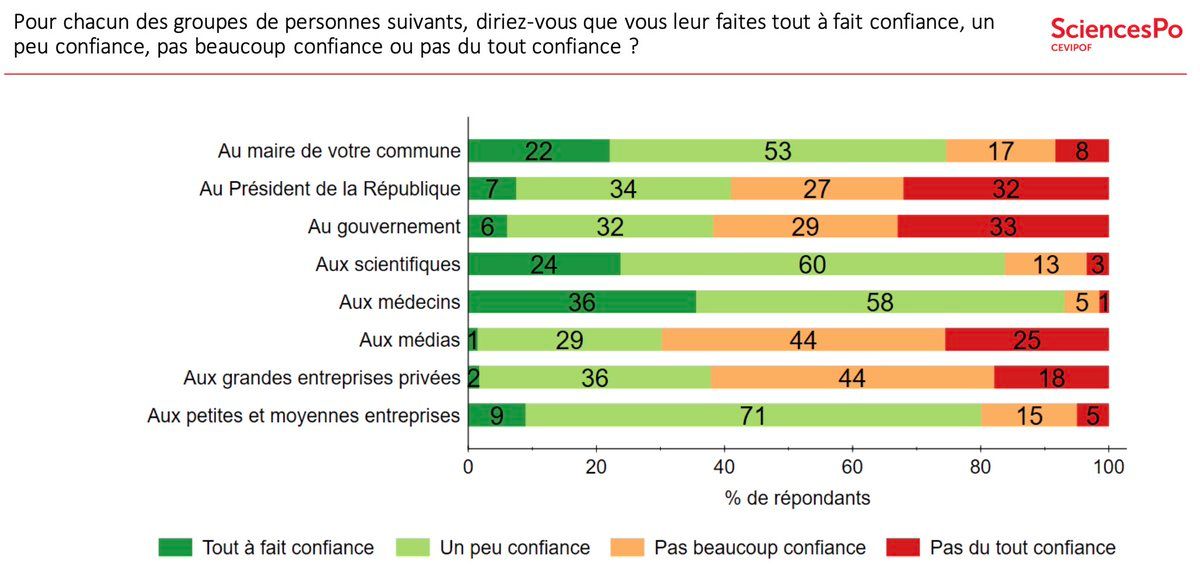 Pour chacun des groupes de personnes suivants, diriez-vous que vous leur faites tout à fait confiance, un
peu confiance, pas beaucoup confiance ou pas du tout confiance ?
SciencesPo
CEVIPOF
Au maire de votre commune 22 53 17 8
Au Président de la République 7 34 27 32
Au gouvernement 6 32 29 33
Aux scientifiques 24 60 13 3
Aux médecins 36 58 5 1
Aux médias 1 29 44 25
Aux grandes entreprises privées 2 36 44 18
Aux petites et moyennes entreprises 9 71 15 5
0 20 40 60 80 100
% de répondants
Tout à fait confiance Un peu confiance Pas beaucoup confiance Pas du tout confiance